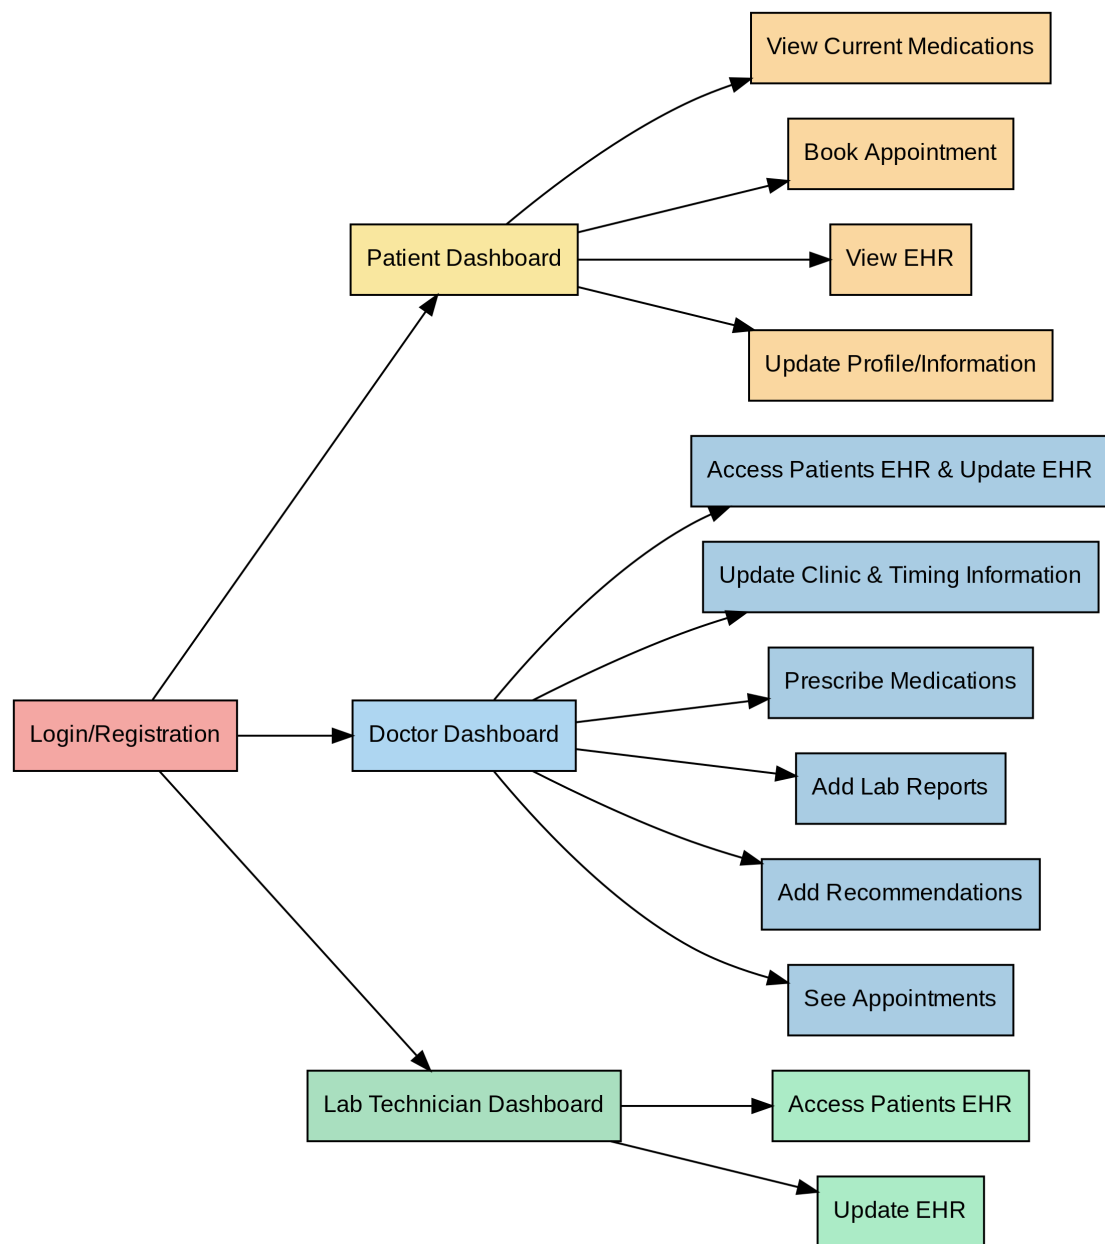 View Current Medications
Book Appointment
Patient Dashboard
View EHR
Update Profile/Information
Access Patients EHR & Update EHR
Update Clinic & Timing Information
Prescribe Medications
Login/Registration
Doctor Dashboard
Add Lab Reports
Add Recommendations
See Appointments
Lab Technician Dashboard
Access Patients EHR
Update EHR